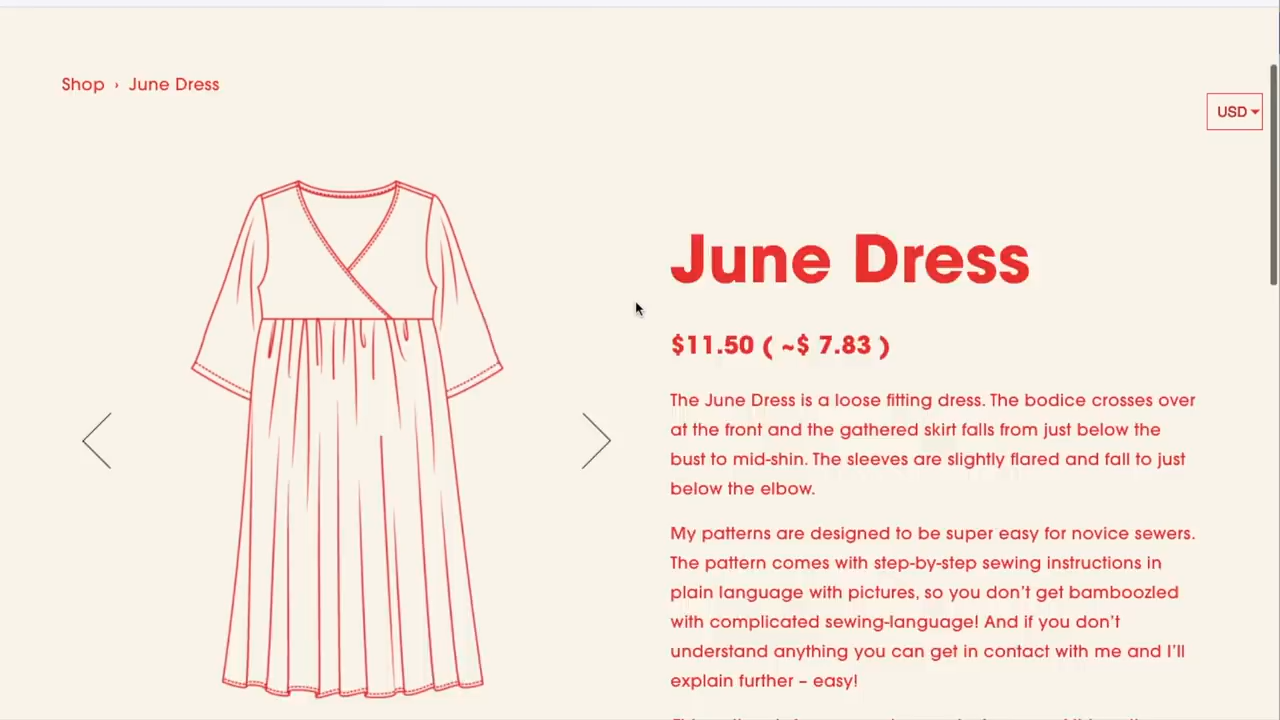 Shop › June Dress
USD
June Dress
$11.50 ( ~$ 7.83 )
The June Dress is a loose fitting dress. The bodice crosses over
at the front and the gathered skirt falls from just below the
bust to mid-shin. The sleeves are slightly flared and fall to just
below the elbow.
My patterns are designed to be super easy for novice sewers.
The pattern comes with step-by-step sewing instructions in
plain language with pictures, so you don't get bamboozled
with complicated sewing-language! And if you don't
understand anything you can get in contact with me and I'll
explain further – easy!